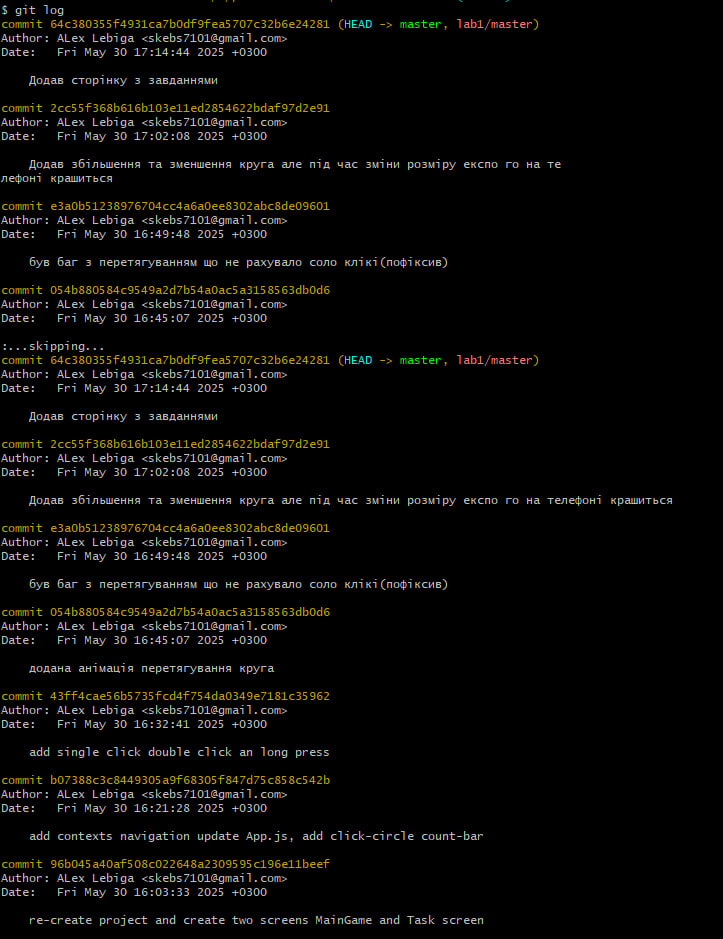 $ git log
commit 64c380355f4931ca7b0df9fea5707c32b6e24281 (HEAD -> master, lab1/master)
Author: ALex Lebiga <skebs7101@gmail.com>
Date:   Fri May 30 17:14:44 2025 +0300
Додав сторінку з завданнями
commit 2cc55f368b616b103e11ed2854622bdaf97d2e91
Author: ALex Lebiga <skebs7101@gmail.com>
Date:   Fri May 30 17:02:08 2025 +0300
Додав збільшення та зменшення круга але під час зміни розміру експо го на те
лефоні крашиться
commit e3a0b51238976704cc4a6a0ee8302abc8de09601
Author: ALex Lebiga <skebs7101@gmail.com>
Date:   Fri May 30 16:49:48 2025 +0300
був баг з перетягуванням що не рахувало соло клікі(пофіксив)
commit 054b880584c9549a2d7b54a0ac5a3158563db0d6
Author: ALex Lebiga <skebs7101@gmail.com>
Date:   Fri May 30 16:45:07 2025 +0300
:...skipping...
commit 64c380355f4931ca7b0df9fea5707c32b6e24281 (HEAD -> master, lab1/master)
Author: ALex Lebiga <skebs7101@gmail.com>
Date:   Fri May 30 17:14:44 2025 +0300
Додав сторінку з завданнями
commit 2cc55f368b616b103e11ed2854622bdaf97d2e91
Author: ALex Lebiga <skebs7101@gmail.com>
Date:   Fri May 30 17:02:08 2025 +0300
Додав збільшення та зменшення круга але під час зміни розміру експо го на телефоні крашиться
commit e3a0b51238976704cc4a6a0ee8302abc8de09601
Author: ALex Lebiga <skebs7101@gmail.com>
Date:   Fri May 30 16:49:48 2025 +0300
був баг з перетягуванням що не рахувало соло клікі(пофіксив)
commit 054b880584c9549a2d7b54a0ac5a3158563db0d6
Author: ALex Lebiga <skebs7101@gmail.com>
Date:   Fri May 30 16:45:07 2025 +0300
додана анімація перетягування круга
commit 43ff4cae56b5735fcd4f754da0349e7181c35962
Author: ALex Lebiga <skebs7101@gmail.com>
Date:   Fri May 30 16:32:41 2025 +0300
add single click double click an long press
commit b07388c3c8449305a9f68305f847d75c858c542b
Author: ALex Lebiga <skebs7101@gmail.com>
Date:   Fri May 30 16:21:28 2025 +0300
add contexts navigation update App.js, add click-circle count-bar
commit 96b045a40af508c022648a2309595c196e11beef
Author: ALex Lebiga <skebs7101@gmail.com>
Date:   Fri May 30 16:03:33 2025 +0300
re-create project and create two screens MainGame and Task screen